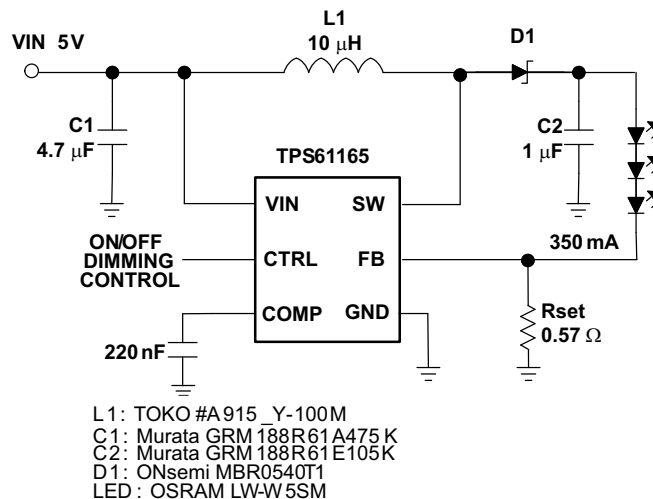 L1
10 µH
VIN 5V
D1
C1
4.7 µF
C2
1 µF
TPS61165
VIN
SW
ON/OFF
DIMMING
CONTROL
CTRL
FB
350 mA
COMP
GND
Rset
0.57 Ω
220 nF
L1: TOKO #A915_Y-100M
C1: Murata GRM188R61A475K
C2: Murata GRM188R61E105K
D1: ONsemi MBR0540T1
LED: OSRAM LW-W5SM